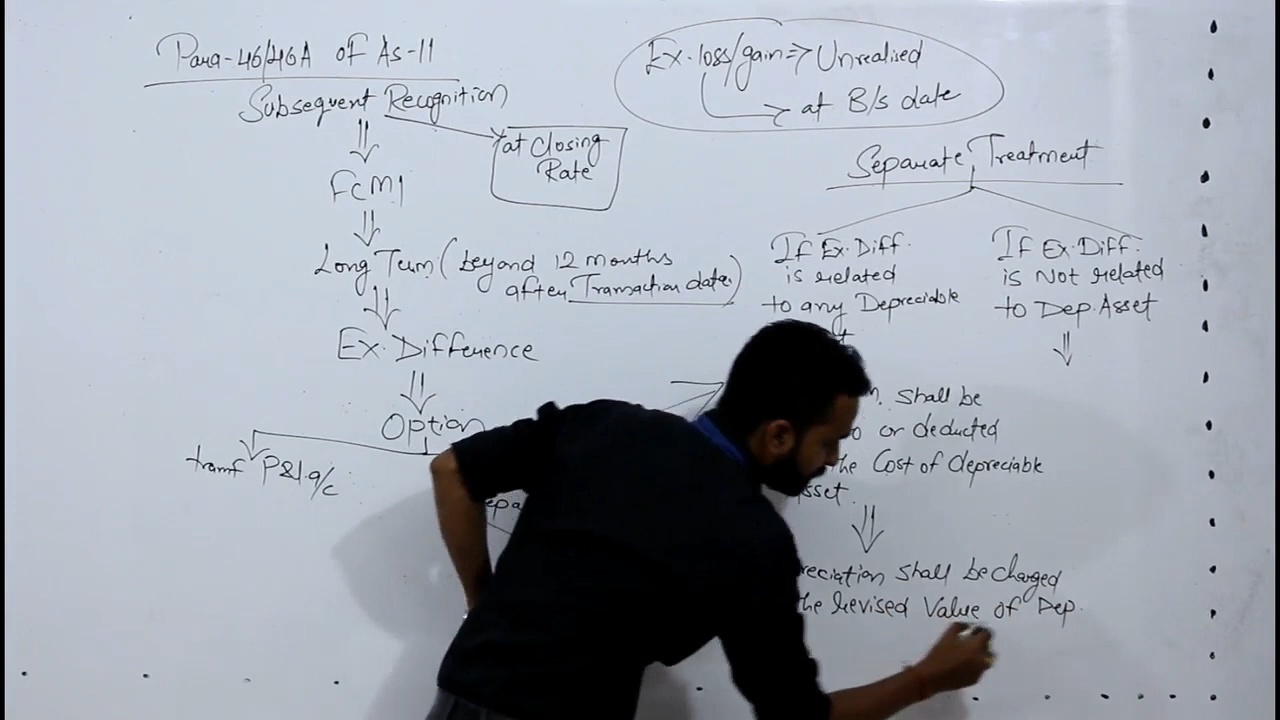 Para-46/46A of As-11
Subsequent Recognition
at Closing
Rate
FCMI
Long Term (beyond 12 months
after Transaction date)
Ex. Difference
Option
transf P&L a/c
Ex. loss/gain ⇒ Unrealised
at B/s date
Separate Treatment
If Ex. Diff.
is related
to any Depreciable
If Ex. Diff.
is Not related
to Dep. Asset
shall be
or deducted
the Cost of depreciable
sset.
reciation shall be charged
the revised Value of Dep.